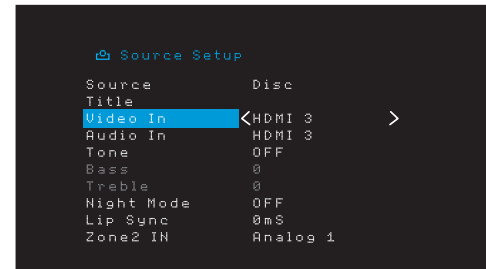 Source Setup
Source Disc
Title
Video In <HDMI 3 >
Audio In HDMI 3
Tone OFF
Bass 0
Treble 0
Night Mode OFF
Lip Sync 0mS
Zone2 IN Analog 1